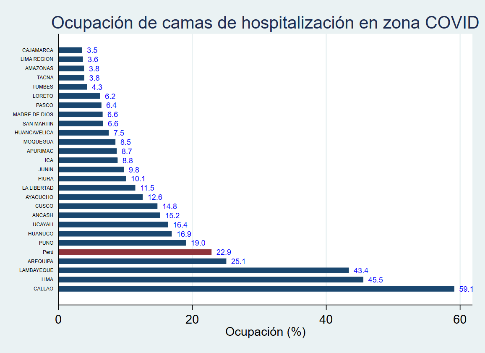 Ocupación de camas de hospitalización en zona COVID
CAJAMARCA 3.5
LIMA REGION 3.6
AMAZONAS 3.8
TACNA 3.8
TUMBES 4.3
LORETO 6.2
PASCO 6.4
MADRE DE DIOS 6.6
SAN MARTIN 6.6
HUANCAVELICA 7.5
MOQUEGUA 8.5
APURIMAC 8.7
ICA 8.8
JUNIN 9.8
PIURA 10.1
LA LIBERTAD 11.5
AYACUCHO 12.6
CUSCO 14.8
ANCASH 15.2
UCAYALI 16.4
HUANUCO 16.9
PUNO 19.0
Perú 22.9
AREQUIPA 25.1
LAMBAYEQUE 43.4
LIMA 45.5
CALLAO 59.1
0 20 40 60
Ocupación (%)